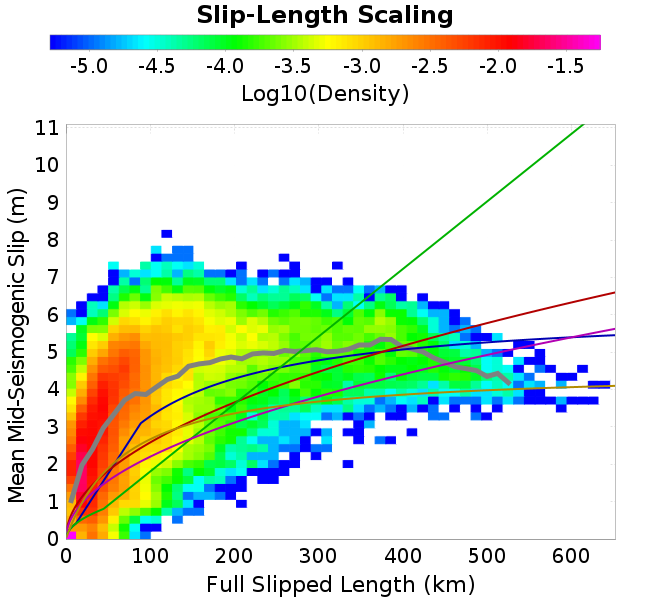 Slip-Length Scaling
-5.0 -4.5 -4.0 -3.5 -3.0 -2.5 -2.0 -1.5
Log10(Density)
Mean Mid-Seismogenic Slip (m)
11
10
9
8
7
6
5
4
3
2
1
0
0 100 200 300 400 500 600
Full Slipped Length (km)